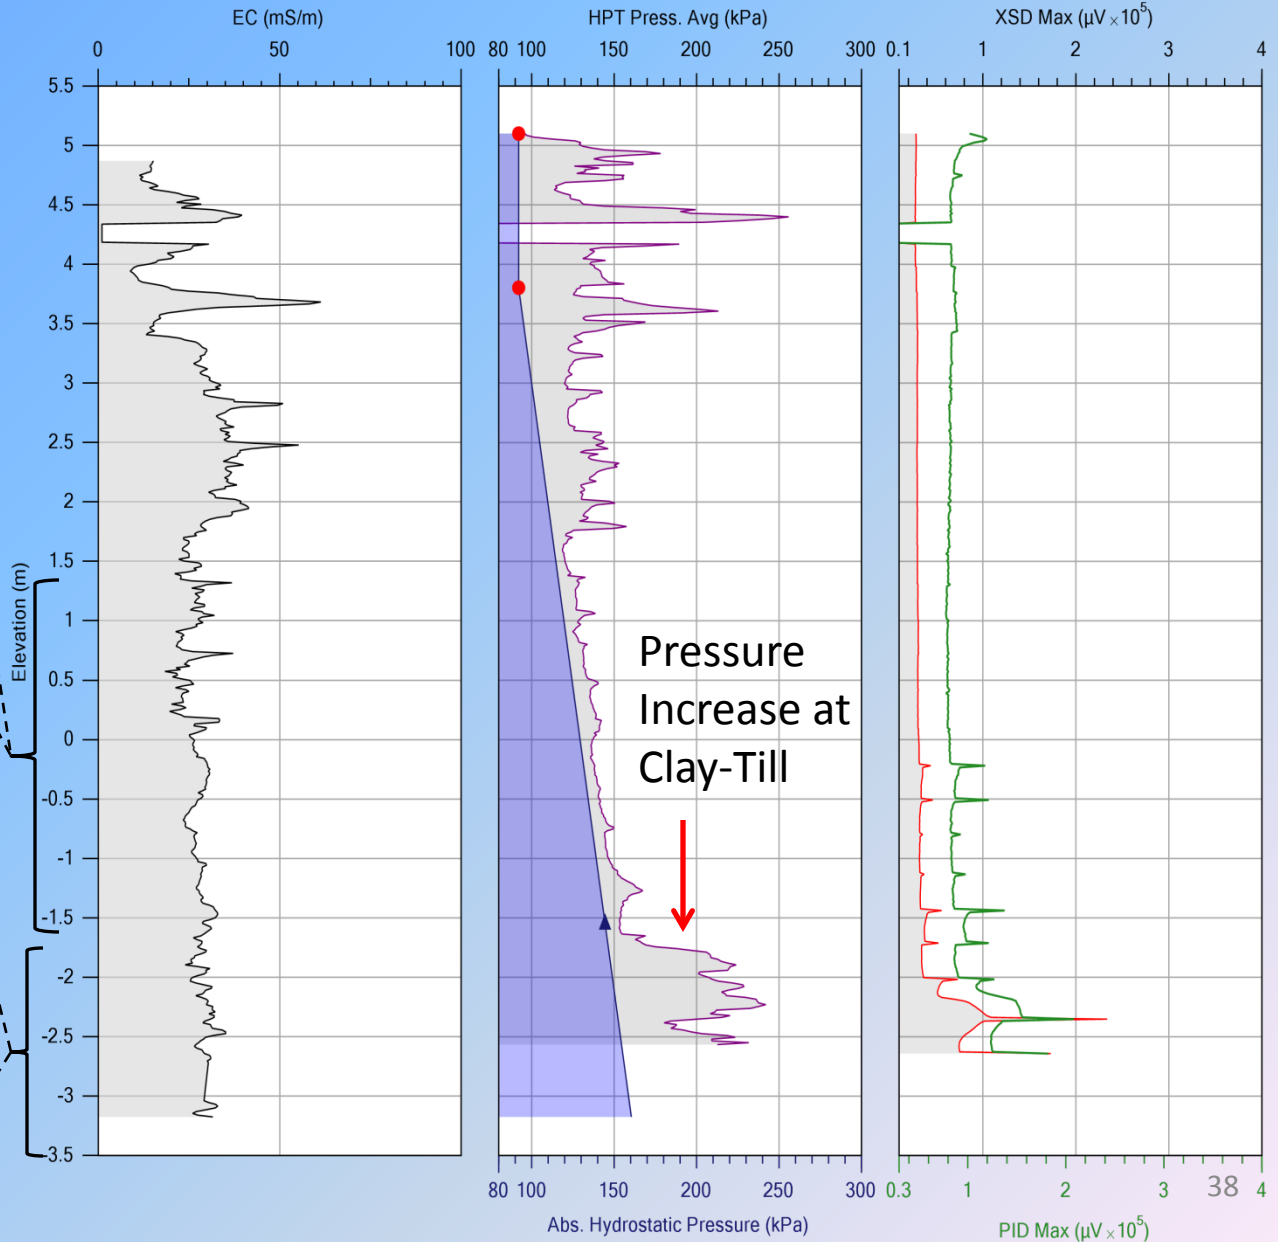 EC (mS/m)
HPT Press. Avg (kPa)
XSD Max (µV ×10⁵)
0 50 100
80 100 150 200 250 300
0.1 1 2 3 4
5.5
5
4.5
4
3.5
3
2.5
2
1.5
1
0.5
0
-0.5
-1
-1.5
-2
-2.5
-3
-3.5
Elevation (m)
Pressure
Increase at
Clay-Till
80 100 150 200 250 300
0.3 1 2 3 4
38
Abs. Hydrostatic Pressure (kPa)
PID Max (µV ×10⁵)